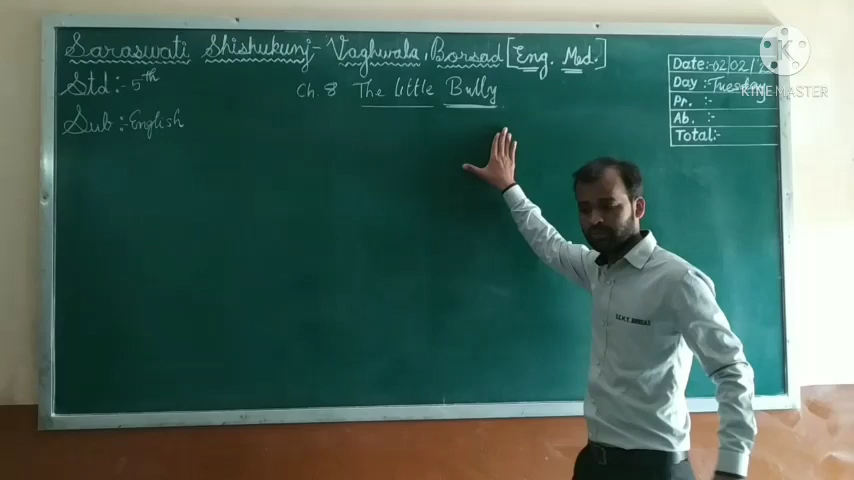 Saraswati Shishukunj - Vaghwala, Borsad [Eng. Med.]
Std:- 5th
Ch. 8 The Little Bully
Sub:- English
Date:- 02/02/
Day :- Tuesday
Pr. :
Ab. :
Total:-
KINEMASTER